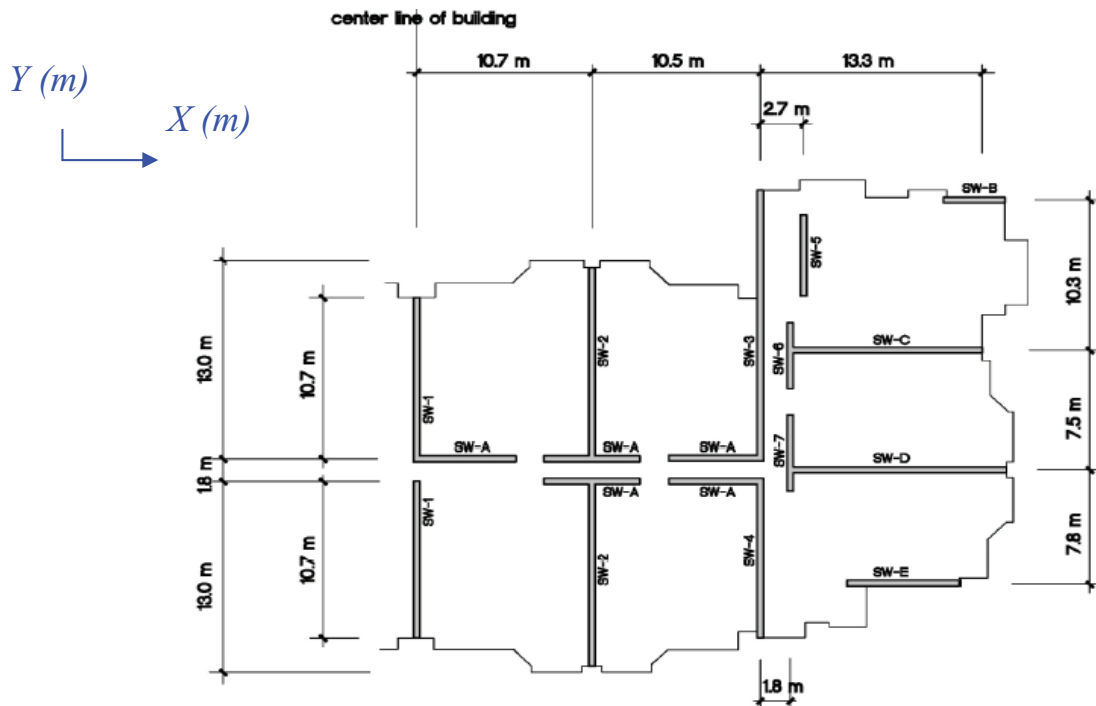 center line of building
10.7 m
10.5 m
13.3 m
Y (m)
X (m)
2.7 m
SW-B
SW-5
10.3 m
13.0 m
10.7 m
SW-1
SW-2
SW-3
SW-6
SW-C
SW-A
SW-A
SW-A
SW-7
7.5 m
1.8 m
SW-D
SW-1
SW-A
SW-A
13.0 m
10.7 m
SW-2
SW-4
SW-E
7.8 m
1.8 m